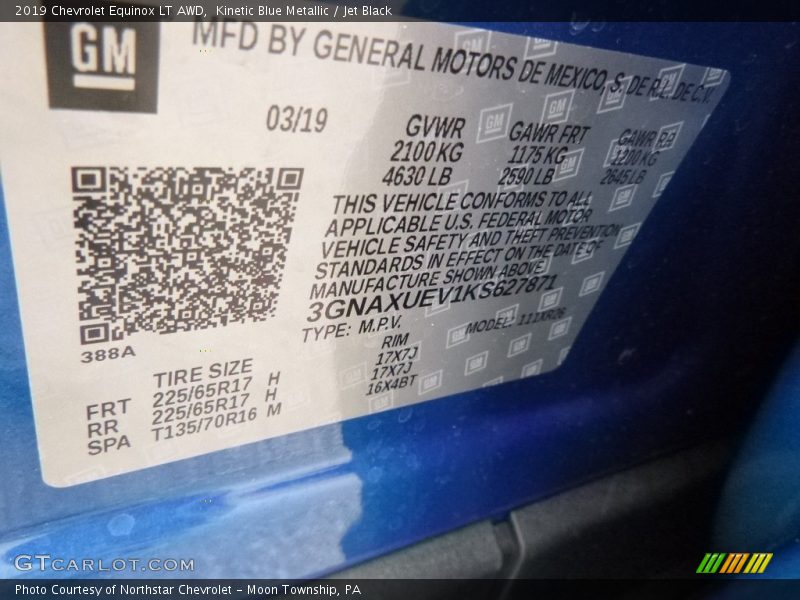 2019 Chevrolet Equinox LT AWD, Kinetic Blue Metallic / Jet Black
GM
MFD BY GENERAL MOTORS DE MEXICO, S. DE R.L. DE C.V.
03/19
GVWR GAWR FRT GAWR RR
2100 KG 1175 KG 1200 KG
4630 LB 2590 LB 2645 LB
THIS VEHICLE CONFORMS TO ALL
APPLICABLE U.S. FEDERAL MOTOR
VEHICLE SAFETY AND THEFT PREVENTION
STANDARDS IN EFFECT ON THE DATE OF
MANUFACTURE SHOWN ABOVE
3GNAXUEV1KS627871
TYPE: M.P.V. MODEL: 111XR26
388A
TIRE SIZE RIM
FRT 225/65R17 H 17X7J
RR 225/65R17 H 17X7J
SPA T135/70R16 M 16X4BT
GTCARLOT.COM
Photo Courtesy of Northstar Chevrolet - Moon Township, PA